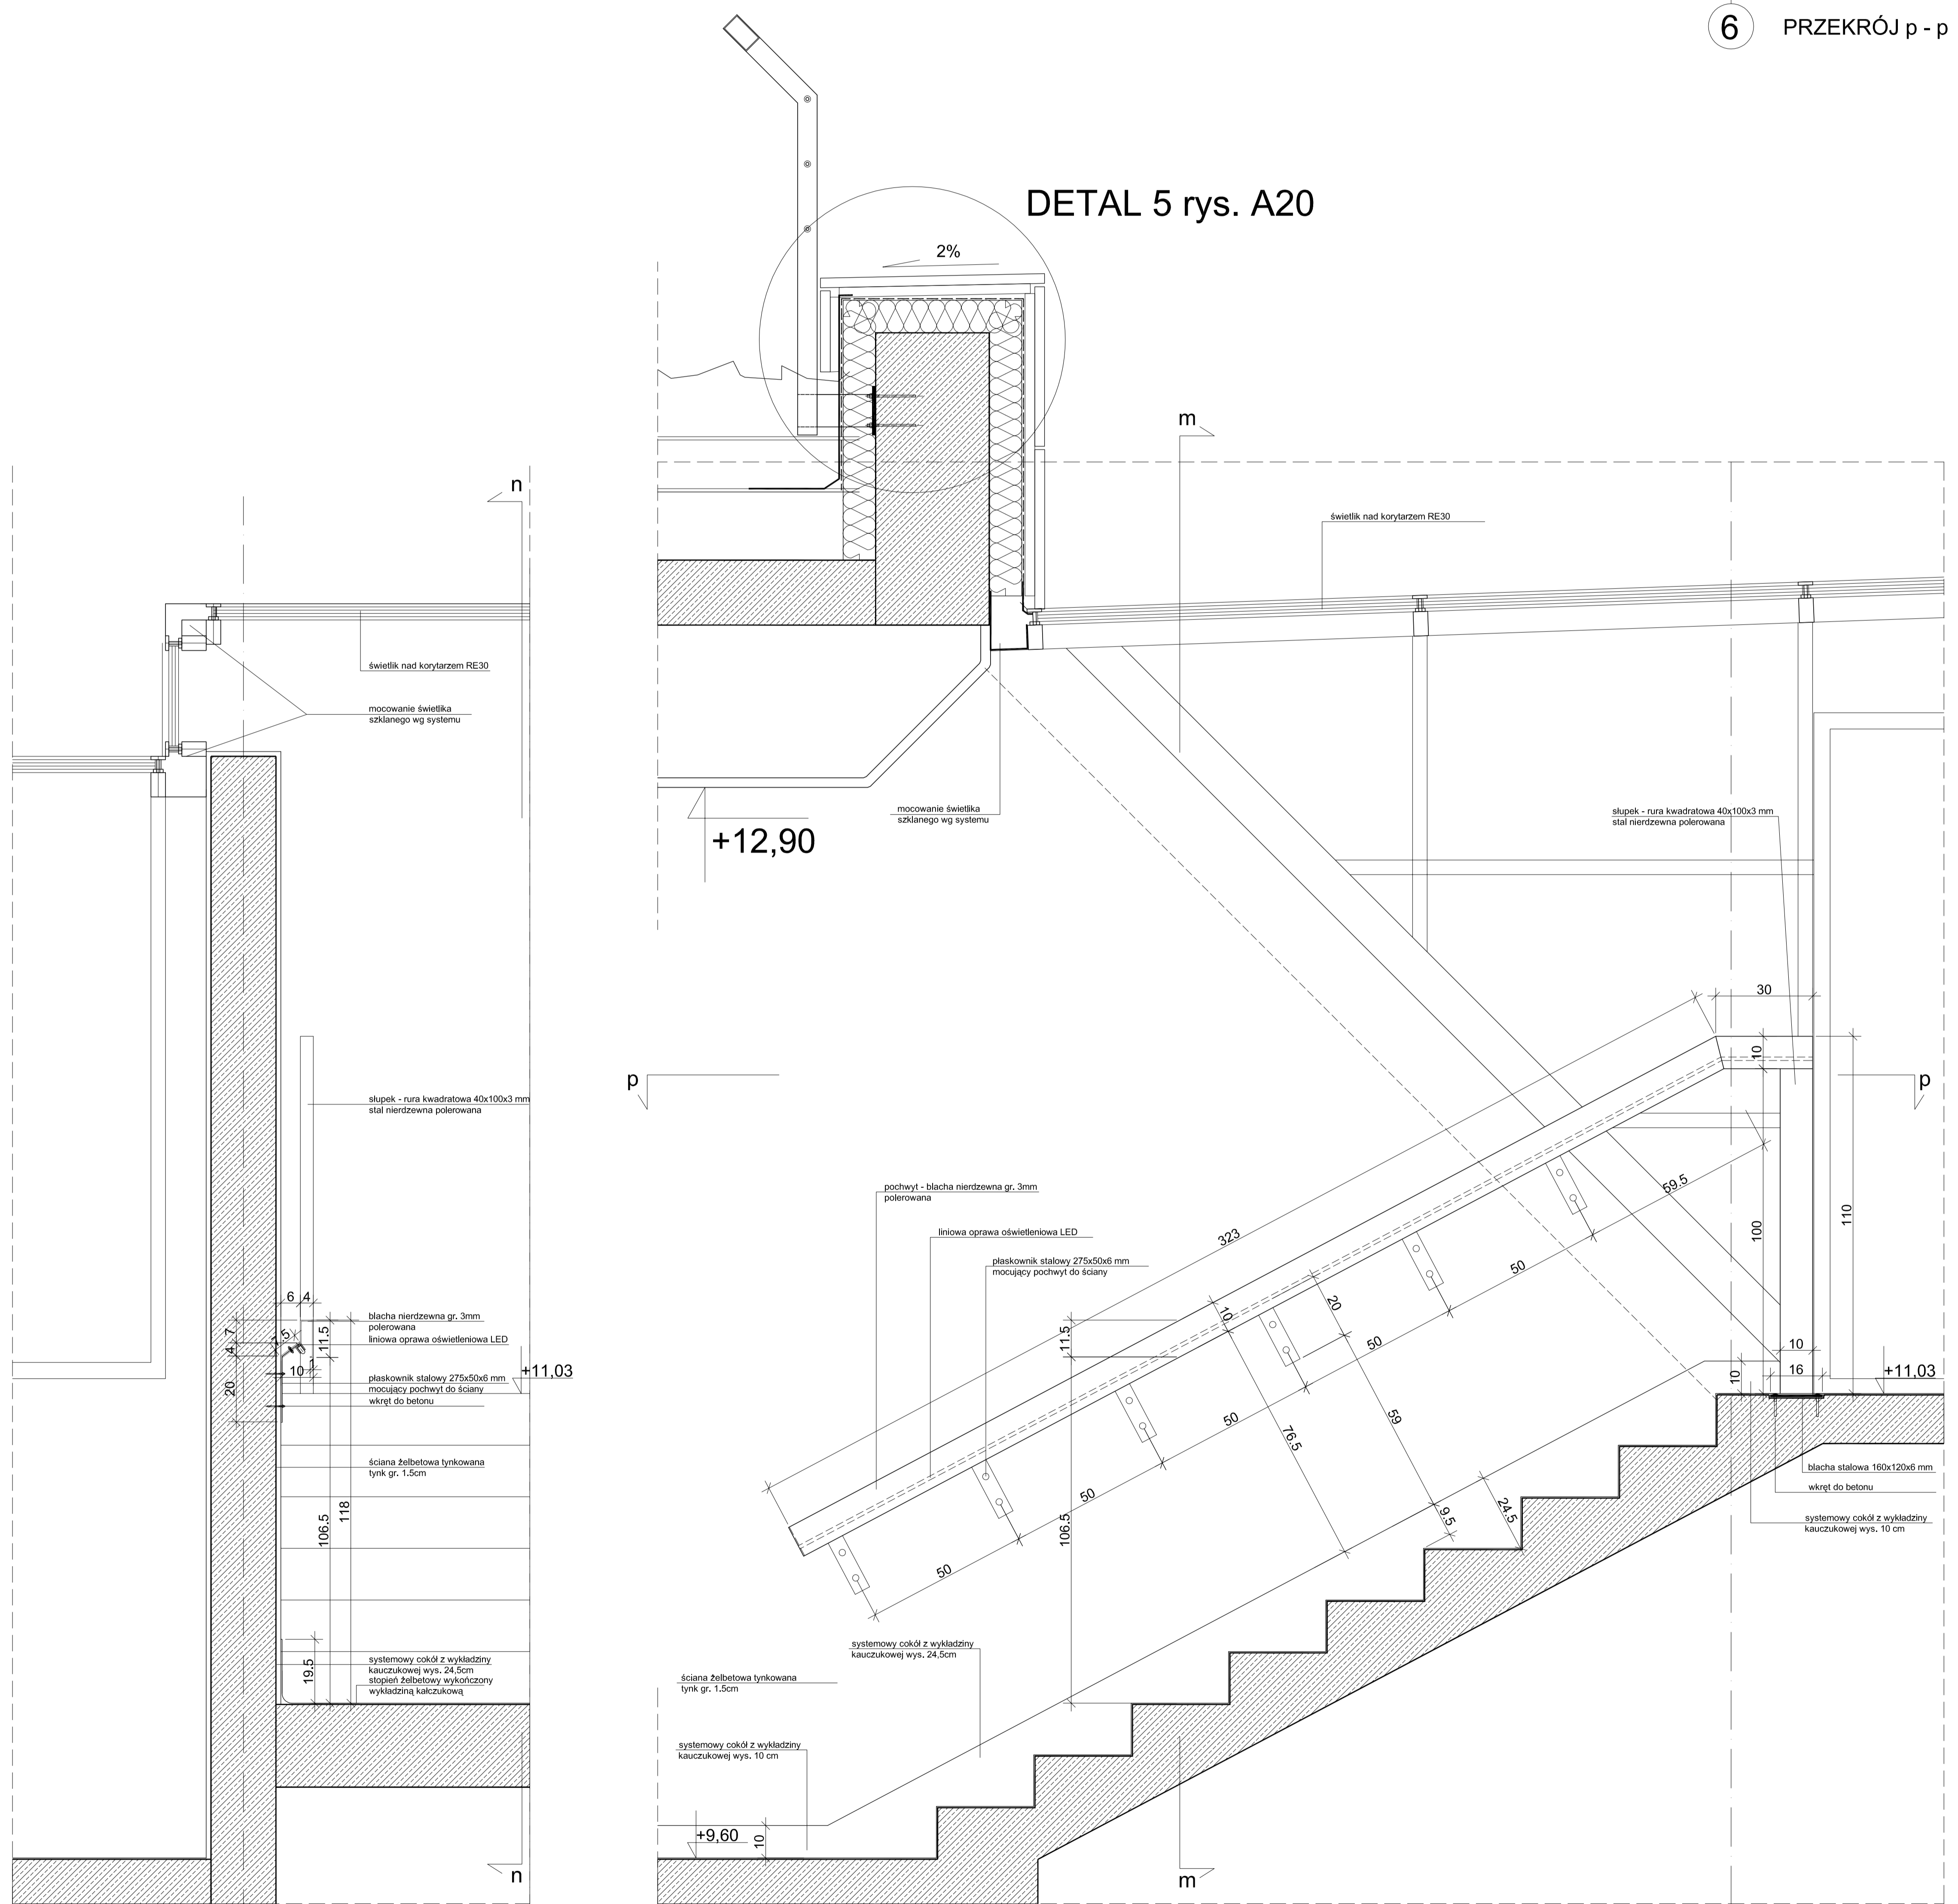 6
PRZEKRÓJ p - p
DETAL 5 rys. A20
2%
m
n
świetlik nad korytarzem RE30
świetlik nad korytarzem RE30
mocowanie świetlika
szklanego wg systemu
+12,90
mocowanie świetlika
szklanego wg systemu
słupek - rura kwadratowa 40x100x3 mm
stal nierdzewna polerowana
30
10
p
p
słupek - rura kwadratowa 40x100x3 mm
stal nierdzewna polerowana
pochwyt - blacha nierdzewna gr. 3mm
polerowana
liniowa oprawa oświetleniowa LED
płaskownik stalowy 275x50x6 mm
mocujący pochwyt do ściany
323
59.5
100
110
50
20
10
11.5
50
50
50
50
59
76.5
9.5
24.5
106.5
10
16
10
+11,03
6
4
blacha nierdzewna gr. 3mm
polerowana
liniowa oprawa oświetleniowa LED
7
4
20
11.5
10
1
płaskownik stalowy 275x50x6 mm
mocujący pochwyt do ściany
wkręt do betonu
+11,03
ściana żelbetowa tynkowana
tynk gr. 1.5cm
106.5
118
19.5
systemowy cokół z wykładziny
kauczukowej wys. 24,5cm
stopień żelbetowy wykończony
wykładziną kałczukową
blacha stalowa 160x120x6 mm
wkręt do betonu
systemowy cokół z wykładziny
kauczukowej wys. 10 cm
systemowy cokół z wykładziny
kauczukowej wys. 24,5cm
ściana żelbetowa tynkowana
tynk gr. 1.5cm
systemowy cokół z wykładziny
kauczukowej wys. 10 cm
+9,60
10
n
m